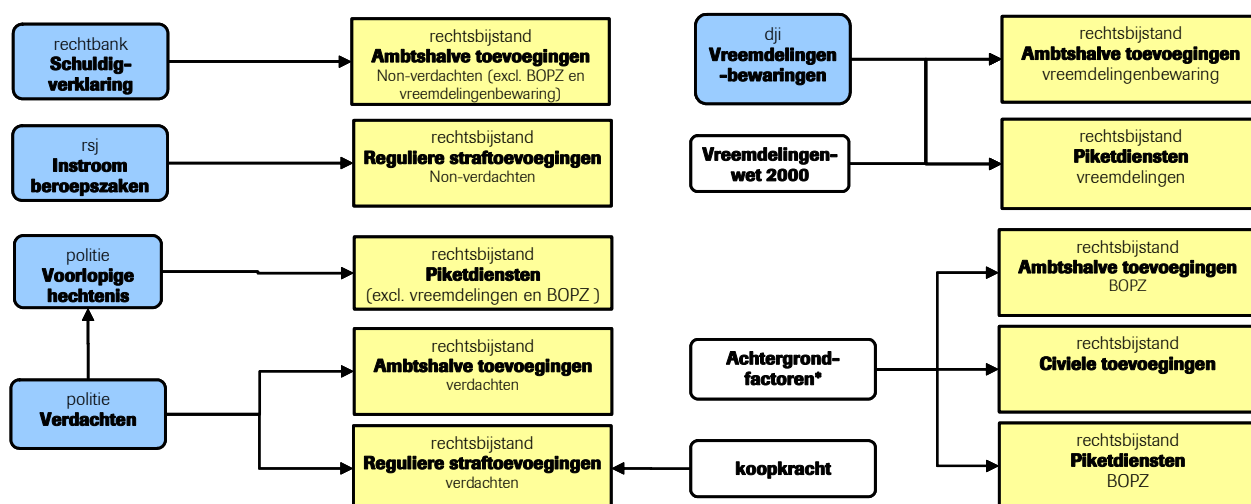 rechtbank
Schuldig-
verklaring
rechtsbijstand
Ambtshalve toevoegingen
Non-verdachten (excl. BOPZ en
vreemdelingenbewaring)
rsj
Instroom
beroepszaken
rechtsbijstand
Reguliere straftoevoegingen
Non-verdachten
politie
Voorlopige
hechtenis
rechtsbijstand
Piketdiensten
(excl. vreemdelingen en BOPZ )
rechtsbijstand
Ambtshalve toevoegingen
verdachten
politie
Verdachten
rechtsbijstand
Reguliere straftoevoegingen
verdachten
dji
Vreemdelingen
-bewaringen
rechtsbijstand
Ambtshalve toevoegingen
vreemdelingenbewaring
Vreemdelingen-
wet 2000
rechtsbijstand
Piketdiensten
vreemdelingen
rechtsbijstand
Ambtshalve toevoegingen
BOPZ
Achtergrond-
factoren*
rechtsbijstand
Civiele toevoegingen
koopkracht
rechtsbijstand
Piketdiensten
BOPZ